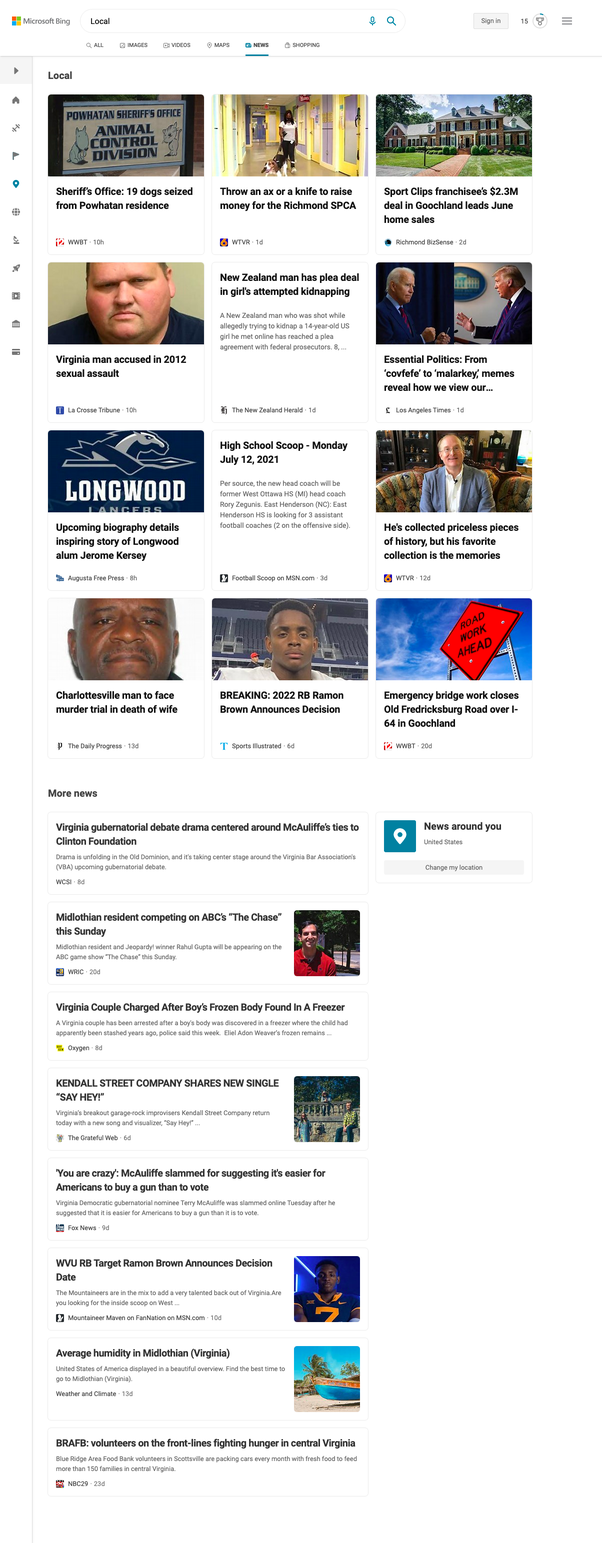 Microsoft Bing
Local
Sign in
15
ALL
IMAGES
VIDEOS
MAPS
NEWS
SHOPPING
Local
POWHATAN SHERIFF'S OFFICE
ANIMAL
CONTROL
DIVISION
Sheriff's Office: 19 dogs seized
from Powhatan residence
WWBT · 10h
Throw an ax or a knife to raise
money for the Richmond SPCA
WTVR · 1d
Sport Clips franchisee's $2.3M
deal in Goochland leads June
home sales
Richmond BizSense · 2d
Virginia man accused in 2012
sexual assault
La Crosse Tribune · 10h
New Zealand man has plea deal
in girl's attempted kidnapping
A New Zealand man who was shot while
allegedly trying to kidnap a 14-year-old US
girl he met online has reached a plea
agreement with federal prosecutors. 8, ...
The New Zealand Herald · 1d
Essential Politics: From
'covfefe' to 'malarkey,' memes
reveal how we view our…
Los Angeles Times · 1d
LONGWOOD
LANCERS
Upcoming biography details
inspiring story of Longwood
alum Jerome Kersey
Augusta Free Press · 8h
High School Scoop - Monday
July 12, 2021
Per source, the new head coach will be
former West Ottawa HS (MI) head coach
Rory Zegunis. East Henderson (NC): East
Henderson HS is looking for 3 assistant
football coaches (2 on the offensive side).
Football Scoop on MSN.com · 3d
He's collected priceless pieces
of history, but his favorite
collection is the memories
WTVR · 12d
Charlottesville man to face
murder trial in death of wife
The Daily Progress · 13d
BREAKING: 2022 RB Ramon
Brown Announces Decision
Sports Illustrated · 6d
ROAD
WORK
AHEAD
Emergency bridge work closes
Old Fredricksburg Road over I-
64 in Goochland
WWBT · 20d
More news
Virginia gubernatorial debate drama centered around McAuliffe's ties to
Clinton Foundation
Drama is unfolding in the Old Dominion, and it's taking center stage around the Virginia Bar Association's
(VBA) upcoming gubernatorial debate.
WCSI · 8d
News around you
United States
Change my location
Midlothian resident competing on ABC's "The Chase"
this Sunday
Midlothian resident and Jeopardy! winner Rahul Gupta will be appearing on the
ABC game show "The Chase" this Sunday.
WRIC · 20d
Virginia Couple Charged After Boy's Frozen Body Found In A Freezer
A Virginia couple has been arrested after a boy's body was discovered in a freezer where the child had
apparently been stashed years ago, police said this week. Eliel Adon Weaver's frozen remains ...
Oxygen · 8d
KENDALL STREET COMPANY SHARES NEW SINGLE
"SAY HEY!"
Virginia's breakout garage-rock improvisers Kendall Street Company return
today with a new song and visualizer, "Say Hey!" ...
The Grateful Web · 6d
'You are crazy': McAuliffe slammed for suggesting it's easier for
Americans to buy a gun than to vote
Virginia Democratic gubernatorial nominee Terry McAuliffe was slammed online Tuesday after he
suggested that it is easier for Americans to buy a gun than it is to vote.
Fox News · 9d
WVU RB Target Ramon Brown Announces Decision
Date
The Mountaineers are in the mix to add a very talented back out of Virginia.Are
you looking for the inside scoop on West ...
Mountaineer Maven on FanNation on MSN.com · 10d
7
Average humidity in Midlothian (Virginia)
United States of America displayed in a beautiful overview. Find the best time to
go to Midlothian (Virginia).
Weather and Climate · 13d
BRAFB: volunteers on the front-lines fighting hunger in central Virginia
Blue Ridge Area Food Bank volunteers in Scottsville are packing cars every month with fresh food to feed
more than 150 families in central Virginia.
NBC29 · 23d